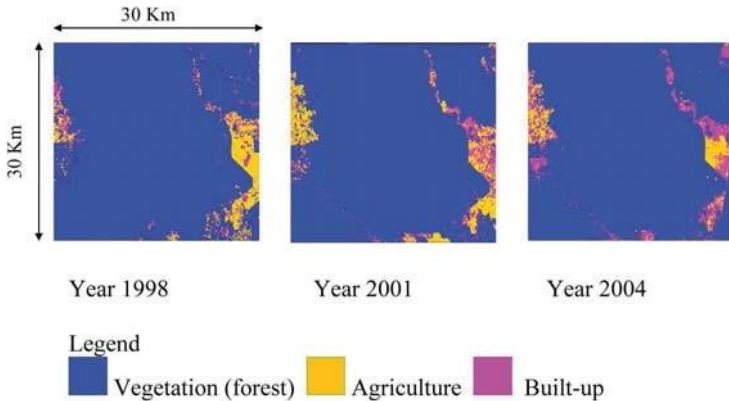 30 Km
30 Km
Year 1998
Year 2001
Year 2004
Legend
Vegetation (forest)
Agriculture
Built-up